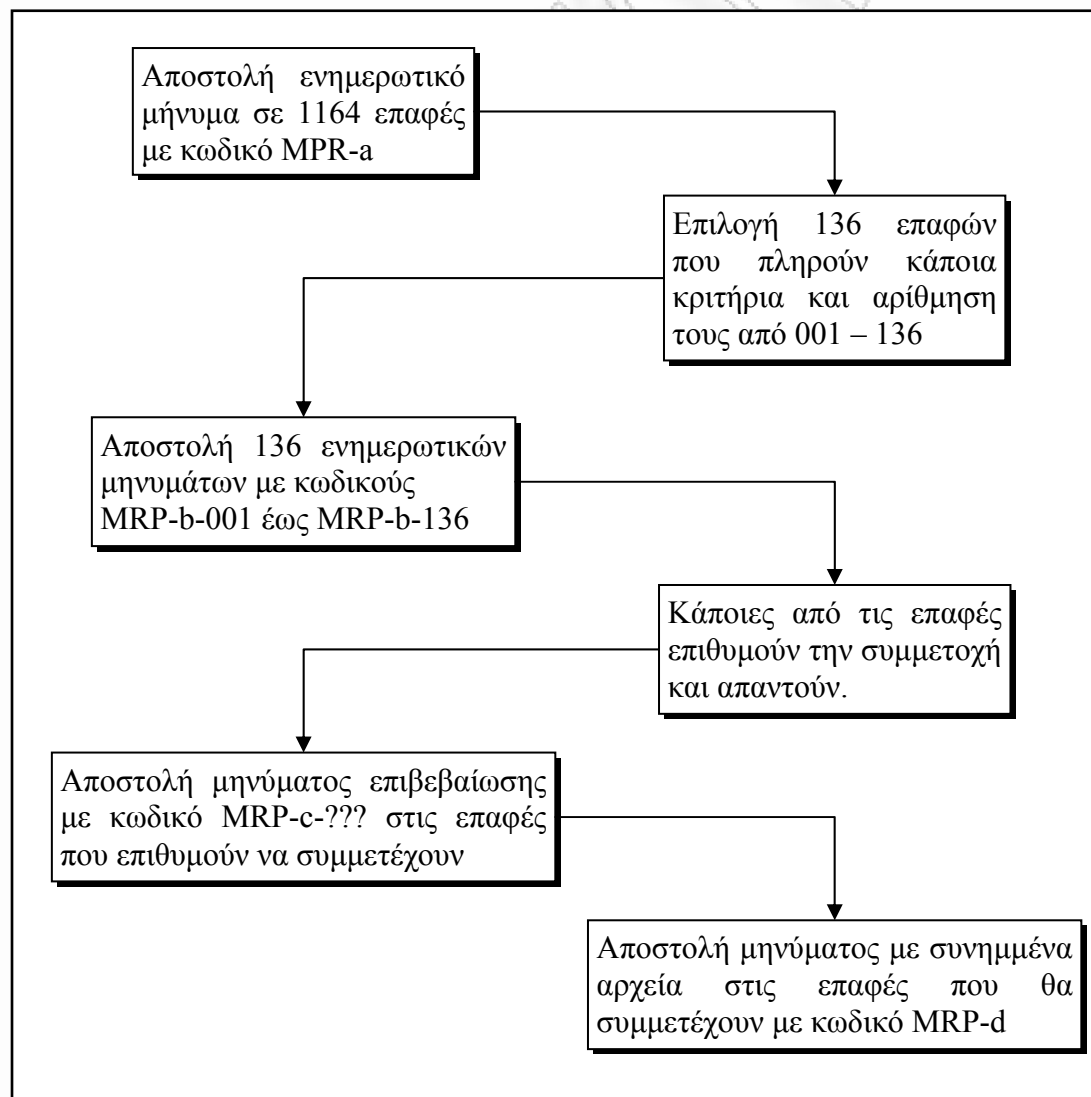 Αποστολή ενημερωτικό
μήνυμα σε 1164 επαφές
με κωδικό MPR-a
Επιλογή 136 επαφών
που πληρούν κάποια
κριτήρια και αρίθμηση
τους από 001 – 136
Αποστολή 136 ενημερωτικών
μηνυμάτων με κωδικούς
MRP-b-001 έως MRP-b-136
Κάποιες από τις επαφές
επιθυμούν την συμμετοχή
και απαντούν.
Αποστολή μηνύματος επιβεβαίωσης
με κωδικό MRP-c-??? στις επαφές
που επιθυμούν να συμμετέχουν
Αποστολή μηνύματος με συνημμένα
αρχεία στις επαφές που θα
συμμετέχουν με κωδικό MRP-d